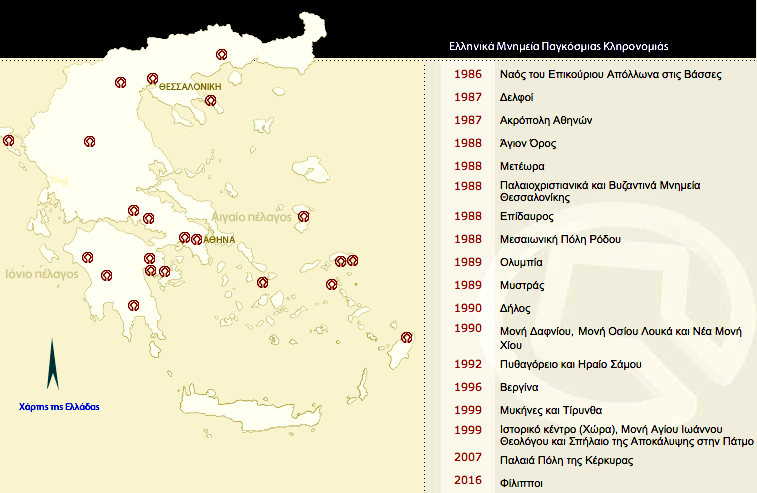 Ελληνικά Μνημεία Παγκόσμιας Κληρονομιάς
ΘΕΣΣΑΛΟΝΙΚΗ
Αιγαίο πέλαγος
ΑΘΗΝΑ
Ιόνιο πέλαγος
Χάρτης της Ελλάδας
1986 Ναός του Επικούριου Απόλλωνα στις Βάσσες
1987 Δελφοί
1987 Ακρόπολη Αθηνών
1988 Άγιον Όρος
1988 Μετέωρα
1988 Παλαιοχριστιανικά και Βυζαντινά Μνημεία
Θεσσαλονίκης
1988 Επίδαυρος
1988 Μεσαιωνική Πόλη Ρόδου
1989 Ολυμπία
1989 Μυστράς
1990 Δήλος
1990 Μονή Δαφνίου, Μονή Οσίου Λουκά και Νέα Μονή
Χίου
1992 Πυθαγόρειο και Ηραίο Σάμου
1996 Βεργίνα
1999 Μυκήνες και Τίρυνθα
1999 Ιστορικό κέντρο (Χώρα), Μονή Αγίου Ιωάννου
Θεολόγου και Σπήλαιο της Αποκάλυψης στην Πάτμο
2007 Παλαιά Πόλη της Κέρκυρας
2016 Φίλιπποι